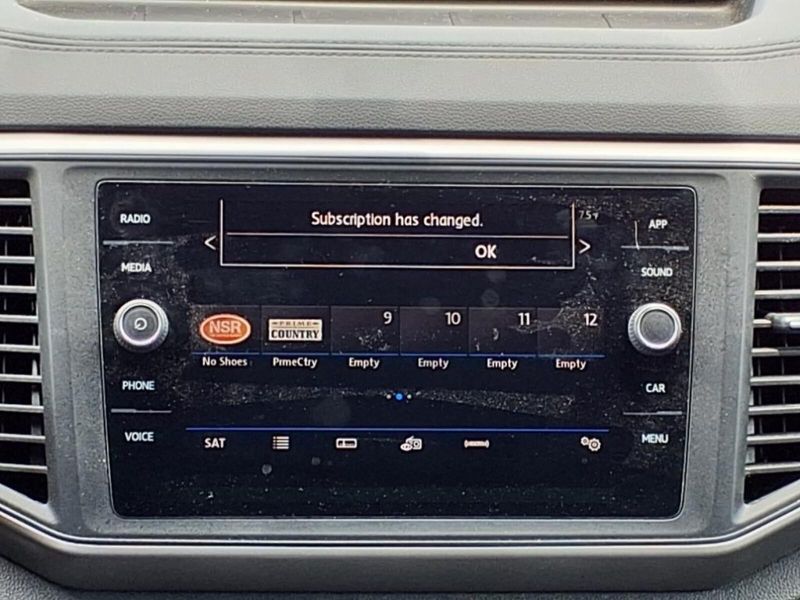 RADIO
Subscription has changed.
APP
MEDIA
OK
SOUND
NSR
PRIME
COUNTRY
9
10
11
12
No Shoes
PrmeCtry
Empty
Empty
Empty
Empty
PHONE
CAR
VOICE
SAT
MENU